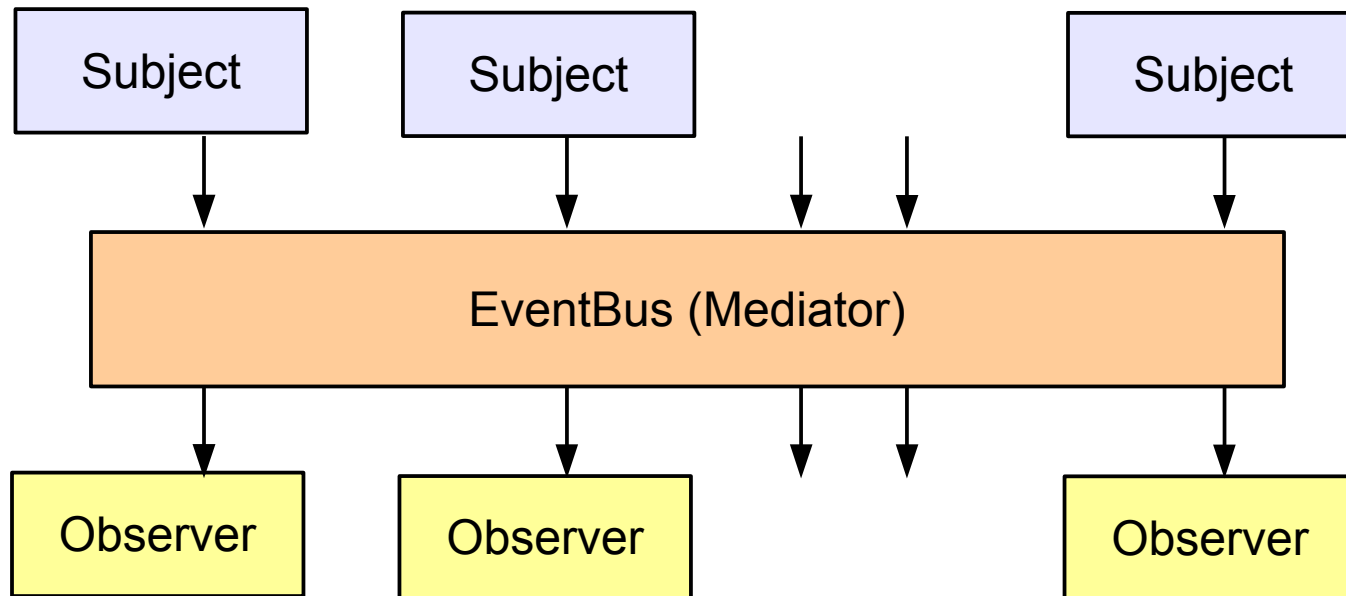 Subject
Subject
Subject
EventBus (Mediator)
Observer
Observer
Observer